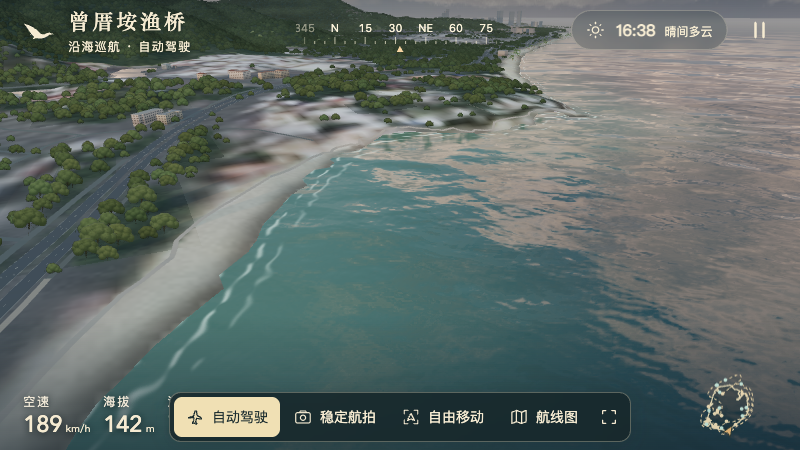 曾厝垵渔桥
沿海巡航 · 自动驾驶
345 N 15 30 NE 60 75
16:38 晴间多云
空速
189 km/h
海拔
142 m
自动驾驶
稳定航拍
自由移动
航线图